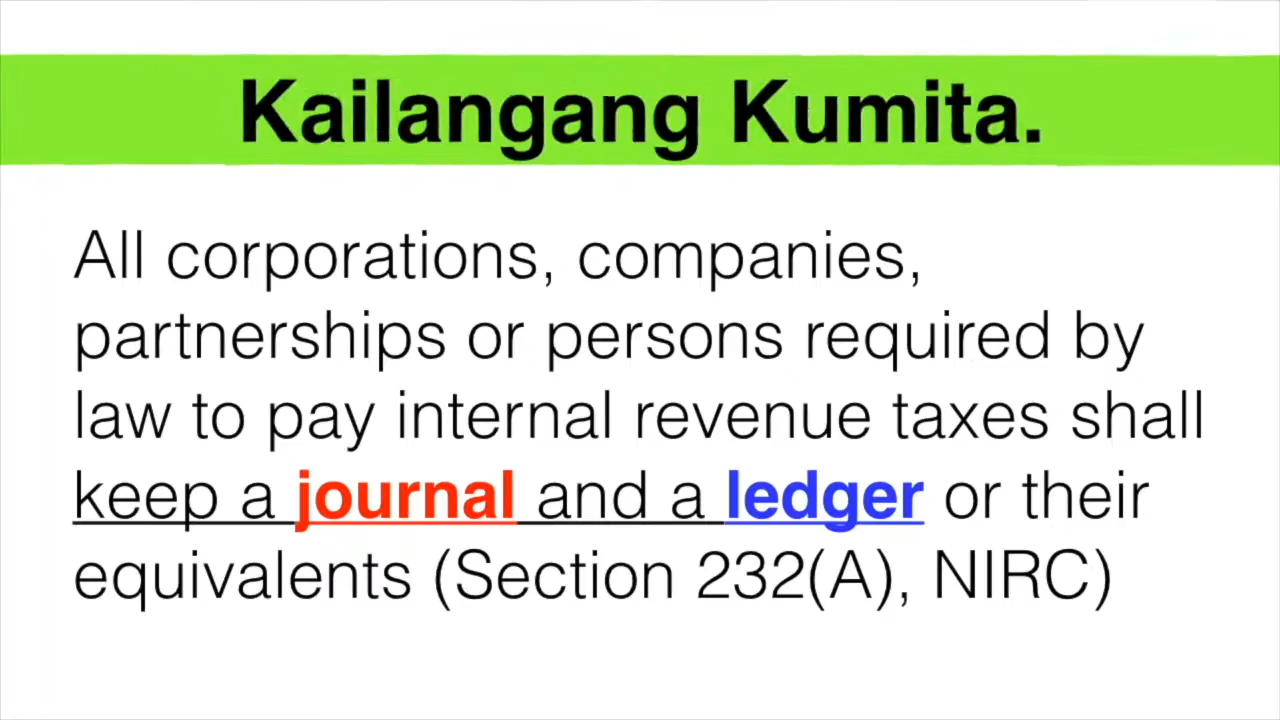 Kailangang Kumita.
All corporations, companies,
partnerships or persons required by
law to pay internal revenue taxes shall
keep a journal and a ledger or their
equivalents (Section 232(A), NIRC)